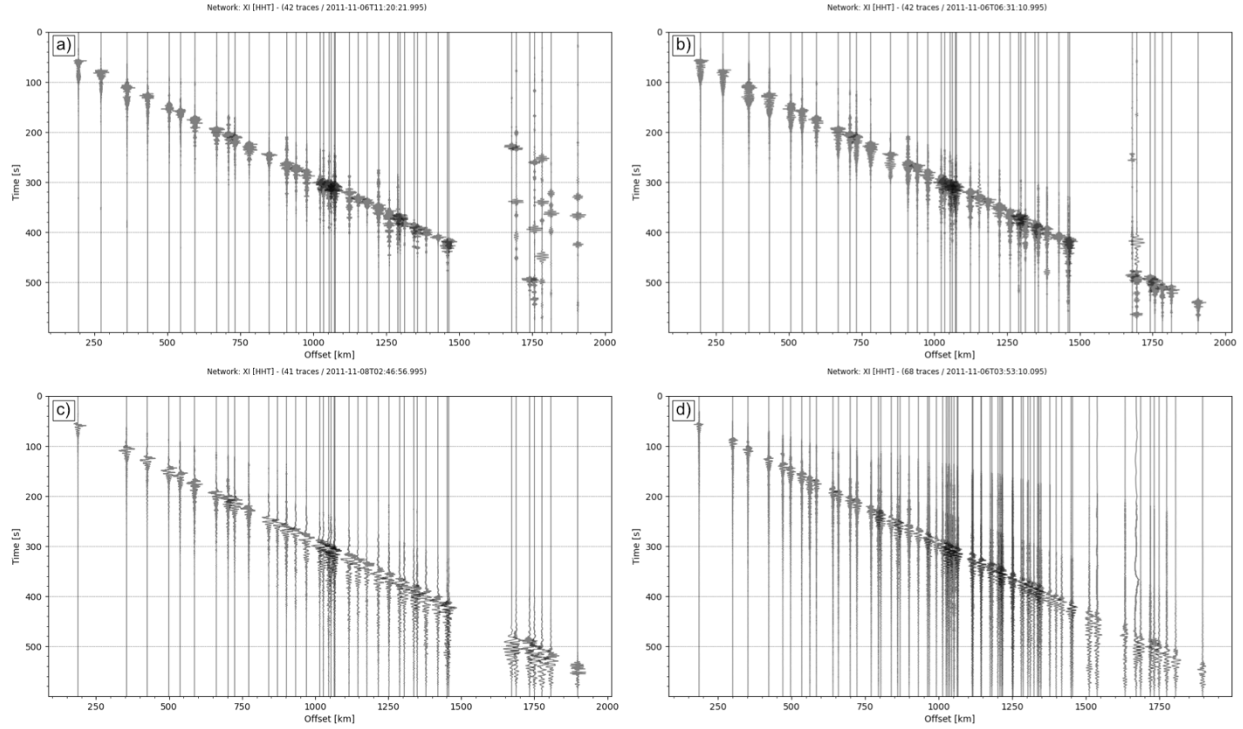 Network: XI [HHT] - (42 traces / 2011-11-06T11:20:21.995)
a)
0
100
200
300
400
500
Time [s]
250 500 750 1000 1250 1500 1750 2000
Offset [km]
Network: XI [HHT] - (42 traces / 2011-11-06T06:31:10.995)
b)
0
100
200
300
400
500
Time [s]
250 500 750 1000 1250 1500 1750 2000
Offset [km]
Network: XI [HHT] - (41 traces / 2011-11-08T02:46:56.995)
c)
0
100
200
300
400
500
Time [s]
250 500 750 1000 1250 1500 1750 2000
Offset [km]
Network: XI [HHT] - (68 traces / 2011-11-06T03:53:10.095)
d)
0
100
200
300
400
500
Time [s]
250 500 750 1000 1250 1500 1750
Offset [km]